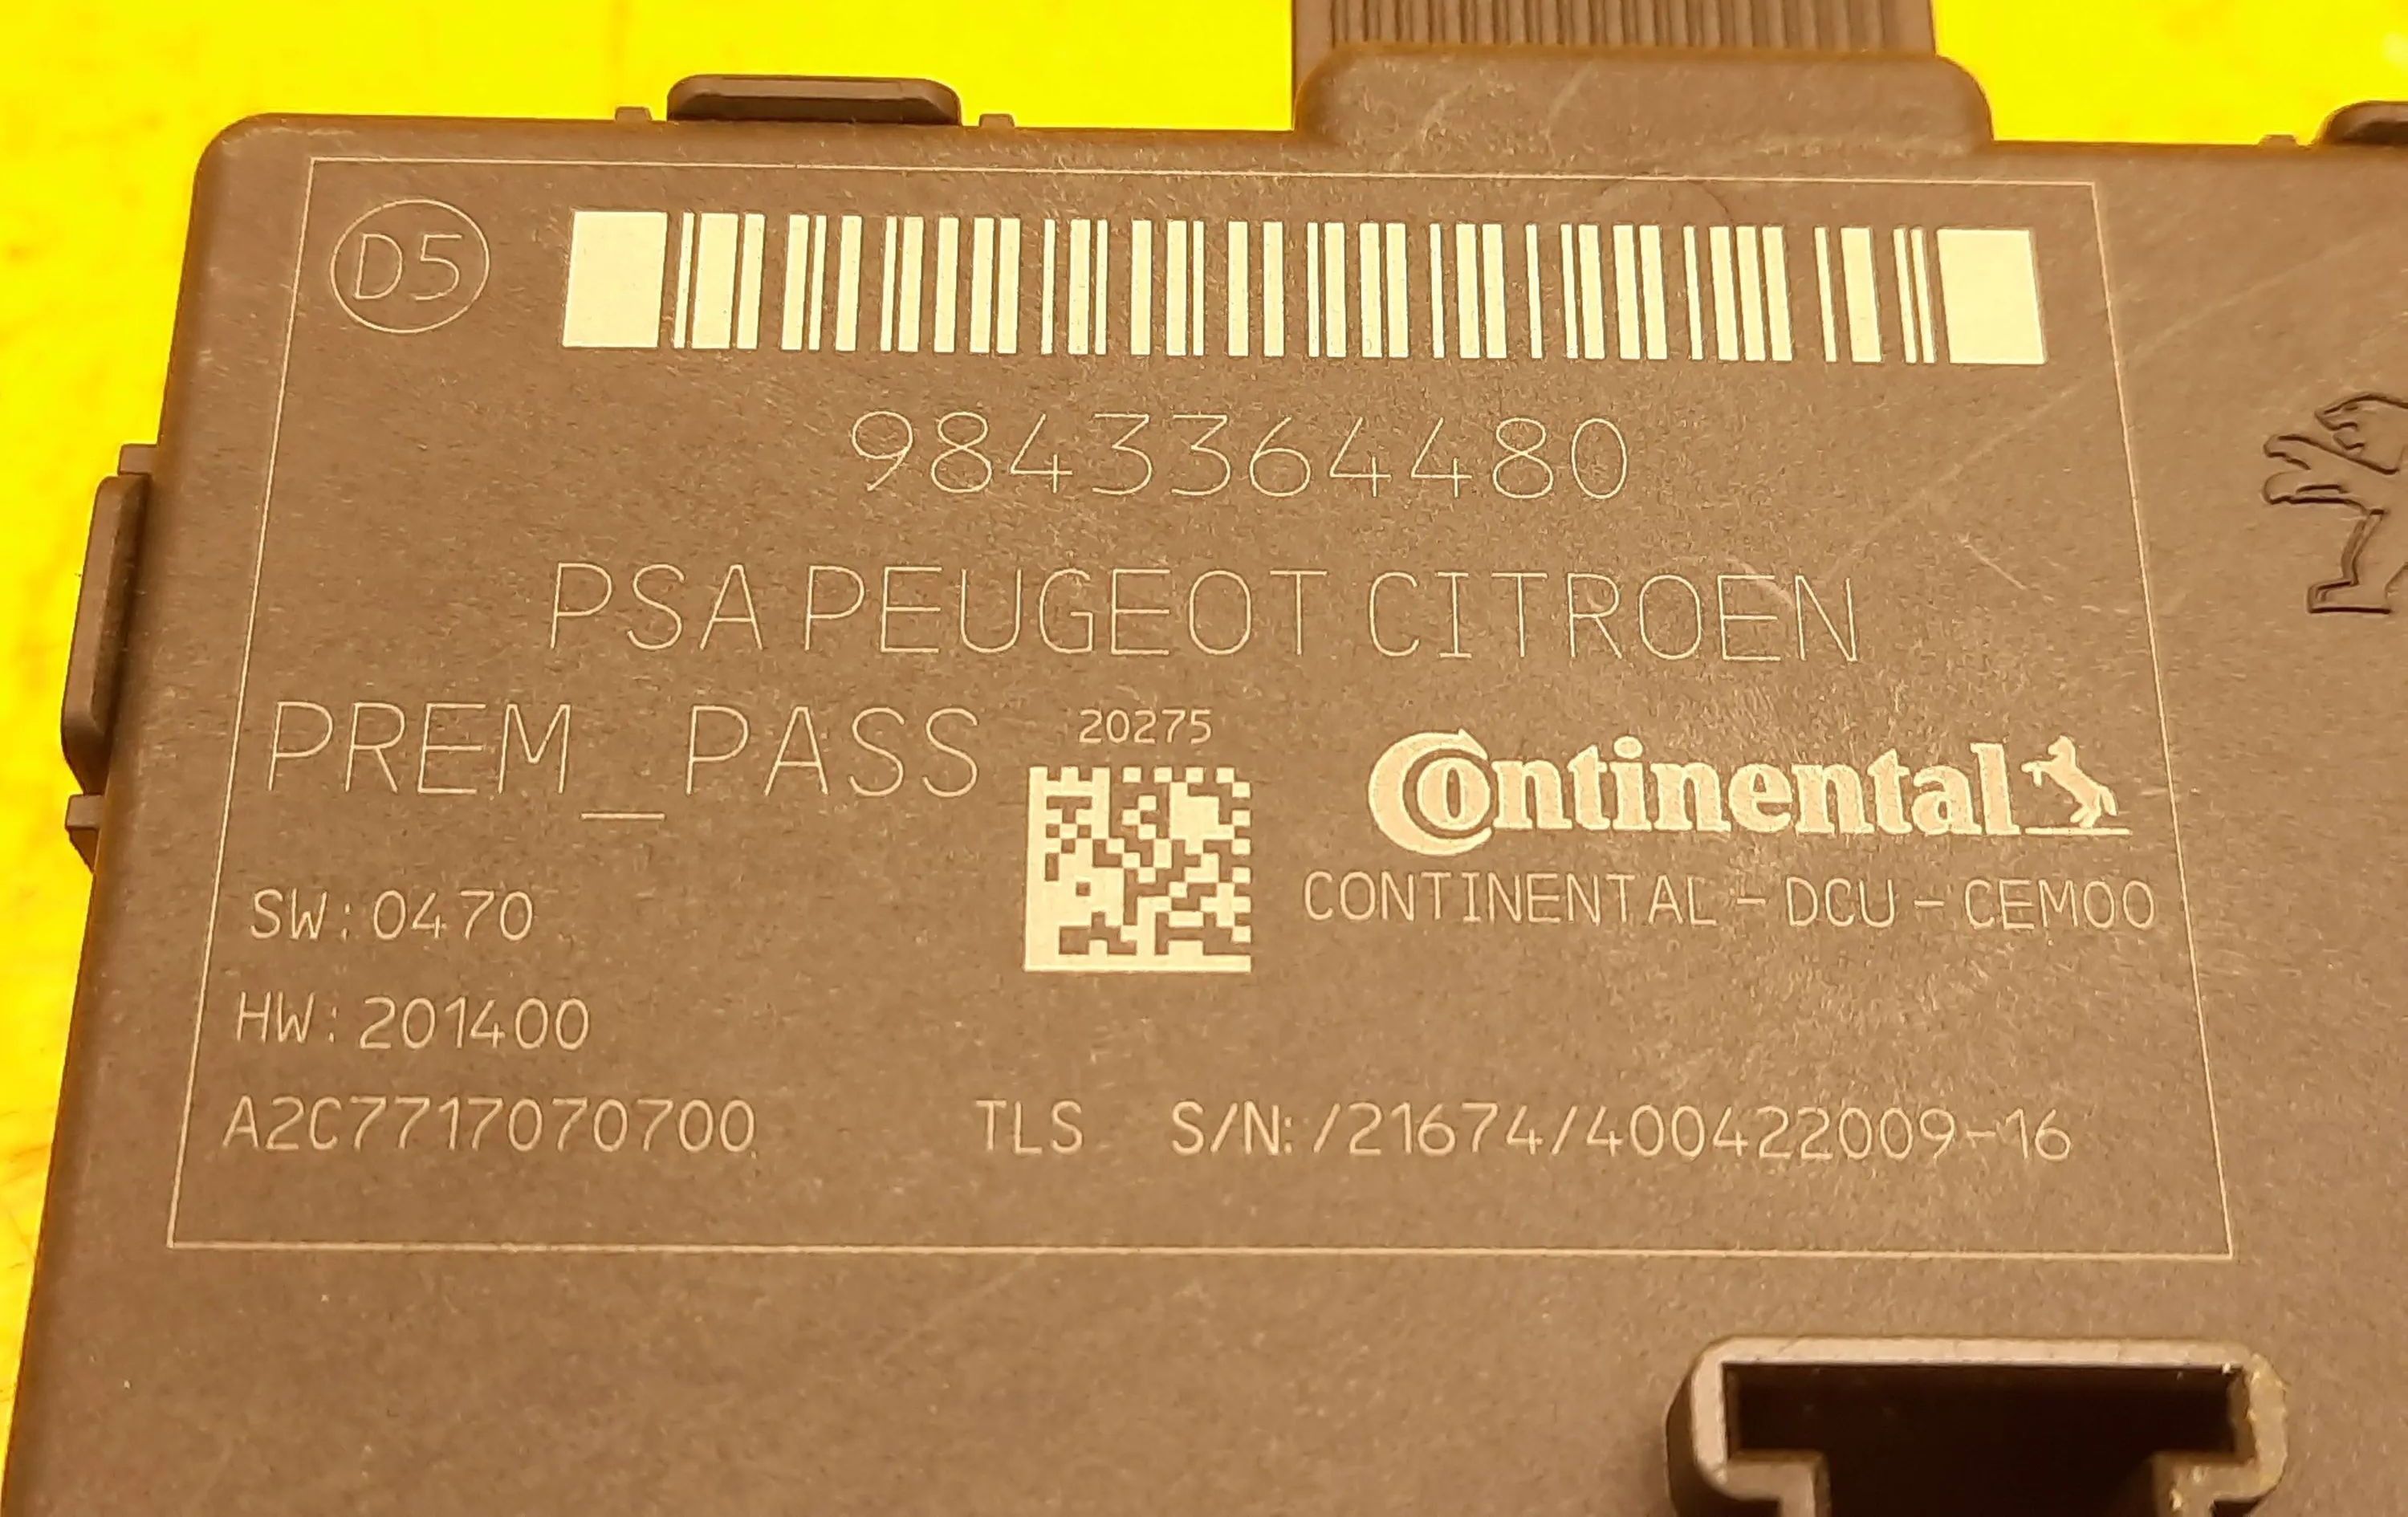 D5
9843364480
PSA PEUGEOT CITROEN
PREM_PASS
20275
Continental
CONTINENTAL - DCU - CEM00
SW: 0470
HW: 201400
A2C7717070700 TLS S/N: /21674/400422009-16